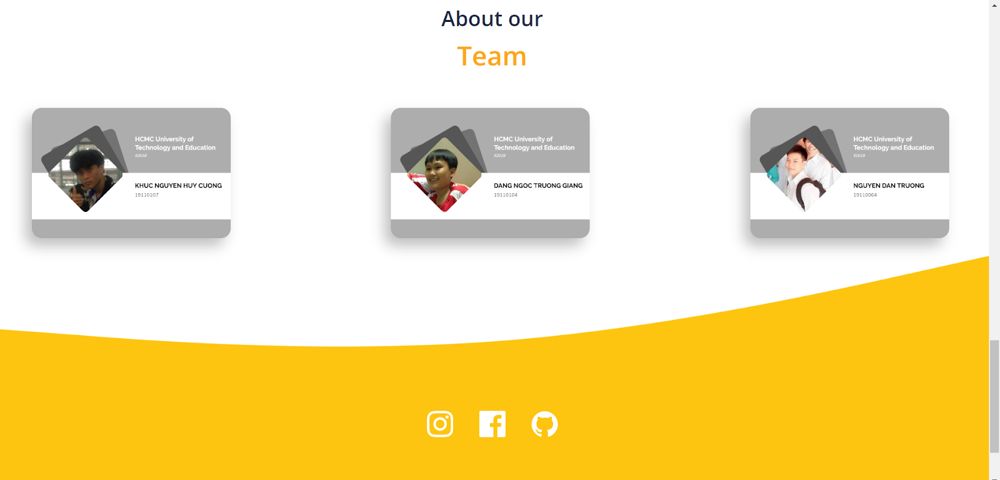 About our
Team
HCMC University of
Technology and Education
K2019
KHUC NGUYEN HUY CUONG
19110107
HCMC University of
Technology and Education
K2019
DANG NGOC TRUONG GIANG
19110104
HCMC University of
Technology and Education
K2019
NGUYEN DAN TRUONG
19110064